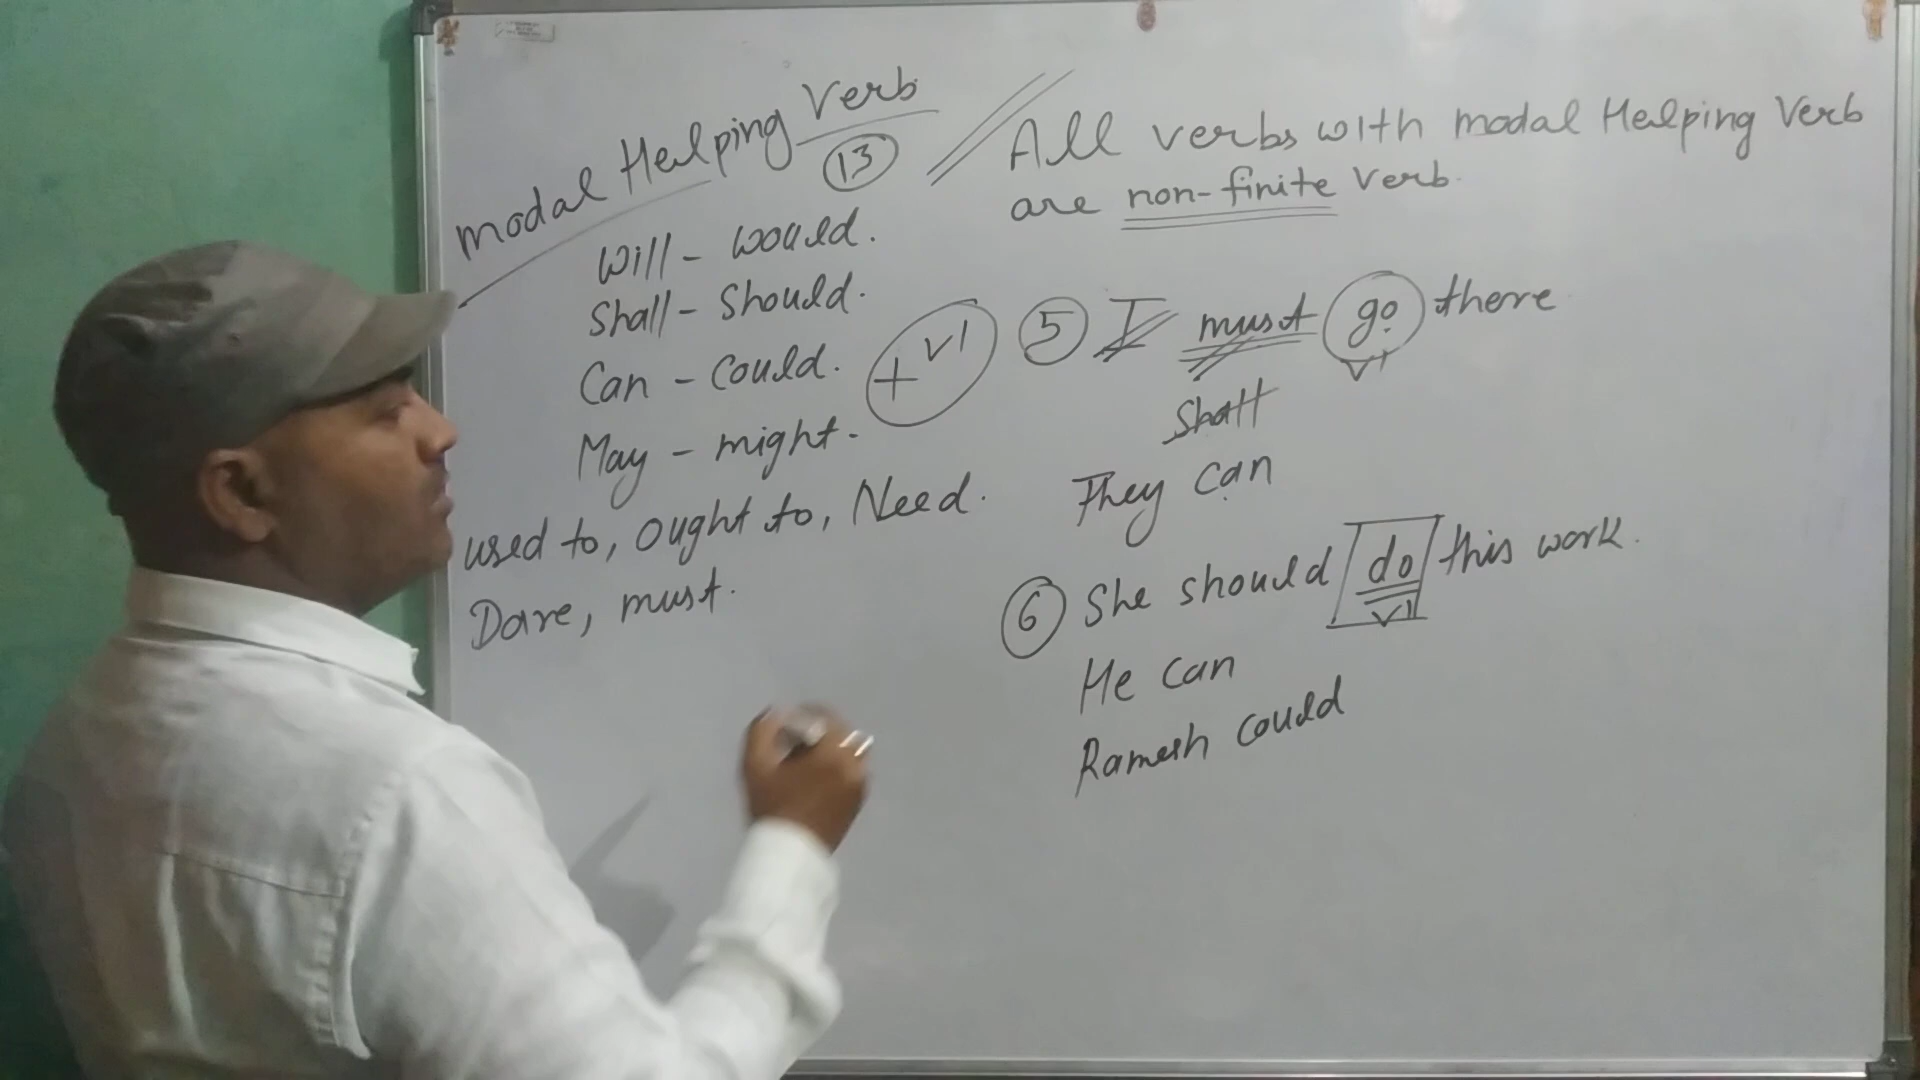 Modal Helping Verb
13
Will - Would.
Shall - Should.
Can - Could.
May - might.
+ V1
used to, Ought to, Need.
Dare, must.
All verbs with modal Helping Verb
are non-finite Verb.
5 I must go there
V1
Shall
They can
6 She should do this work.
V1
He can
Ramesh could